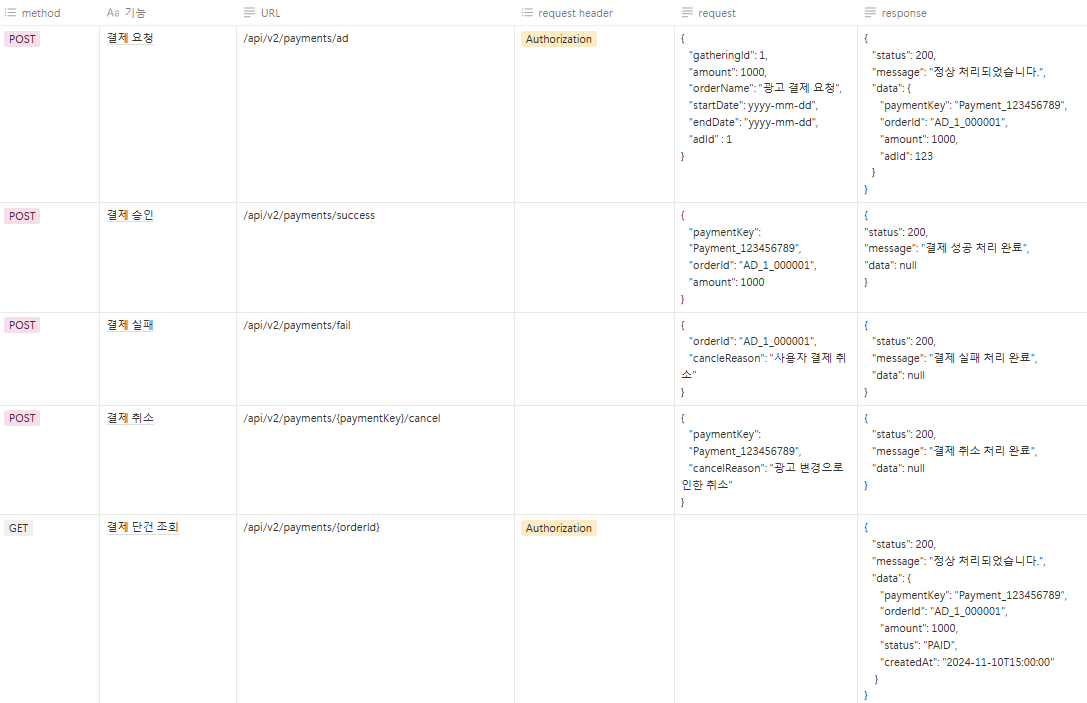 method Aa 기능 URL request header request response
POST 결제 요청 /api/v2/payments/ad Authorization
{
"gatheringId": 1,
"amount": 1000,
"orderName": "광고 결제 요청",
"startDate": yyyy-mm-dd",
"endDate": "yyyy-mm-dd",
"adId" : 1
}
{
"status": 200,
"message": "정상 처리되었습니다.",
"data": {
"paymentKey": "Payment_123456789",
"orderId": "AD_1_000001",
"amount": 1000,
"adId": 123
}
}
POST 결제 승인 /api/v2/payments/success
{
"paymentKey":
"Payment_123456789",
"orderId": "AD_1_000001",
"amount": 1000
}
{
"status": 200,
"message": "결제 성공 처리 완료",
"data": null
}
POST 결제 실패 /api/v2/payments/fail
{
"orderId": "AD_1_000001",
"cancleReason": "사용자 결제 취
소"
}
{
"status": 200,
"message": "결제 실패 처리 완료",
"data": null
}
POST 결제 취소 /api/v2/payments/{paymentKey}/cancel
{
"paymentKey":
"Payment_123456789",
"cancelReason": "광고 변경으로
인한 취소"
}
{
"status": 200,
"message": "결제 취소 처리 완료",
"data": null
}
GET 결제 단건 조회 /api/v2/payments/{orderId} Authorization
{
"status": 200,
"message": "정상 처리되었습니다.",
"data": {
"paymentKey": "Payment_123456789",
"orderId": "AD_1_000001",
"amount": 1000,
"status": "PAID",
"createdAt": "2024-11-10T15:00:00"
}
}